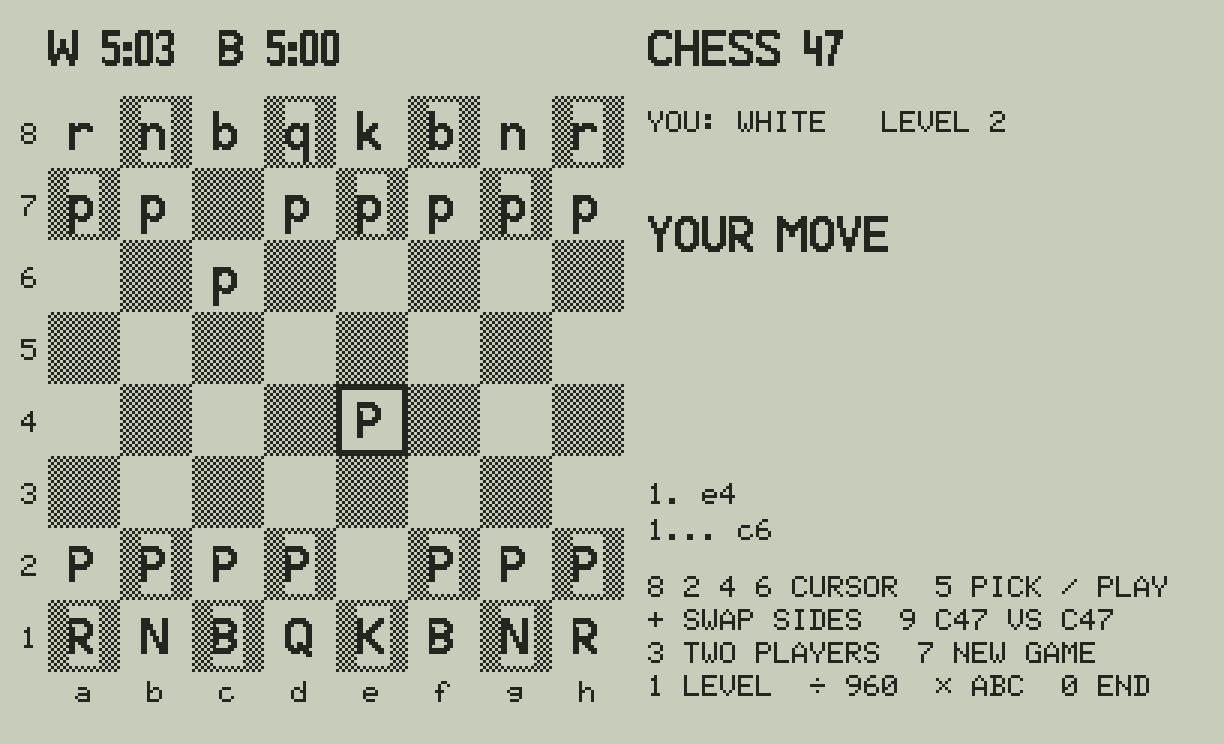 W 5:03 B 5:00
CHESS 47
YOU: WHITE LEVEL 2
YOUR MOVE
8 r n b q k b n r
7 p p p p p p p
6 p
5
4 P
3
2 P P P P P P P
1 R N B Q K B N R
a b c d e f g h
1. e4
1... c6
8 2 4 6 CURSOR 5 PICK / PLAY
+ SWAP SIDES 9 C47 VS C47
3 TWO PLAYERS 7 NEW GAME
1 LEVEL ÷ 960 × ABC 0 END